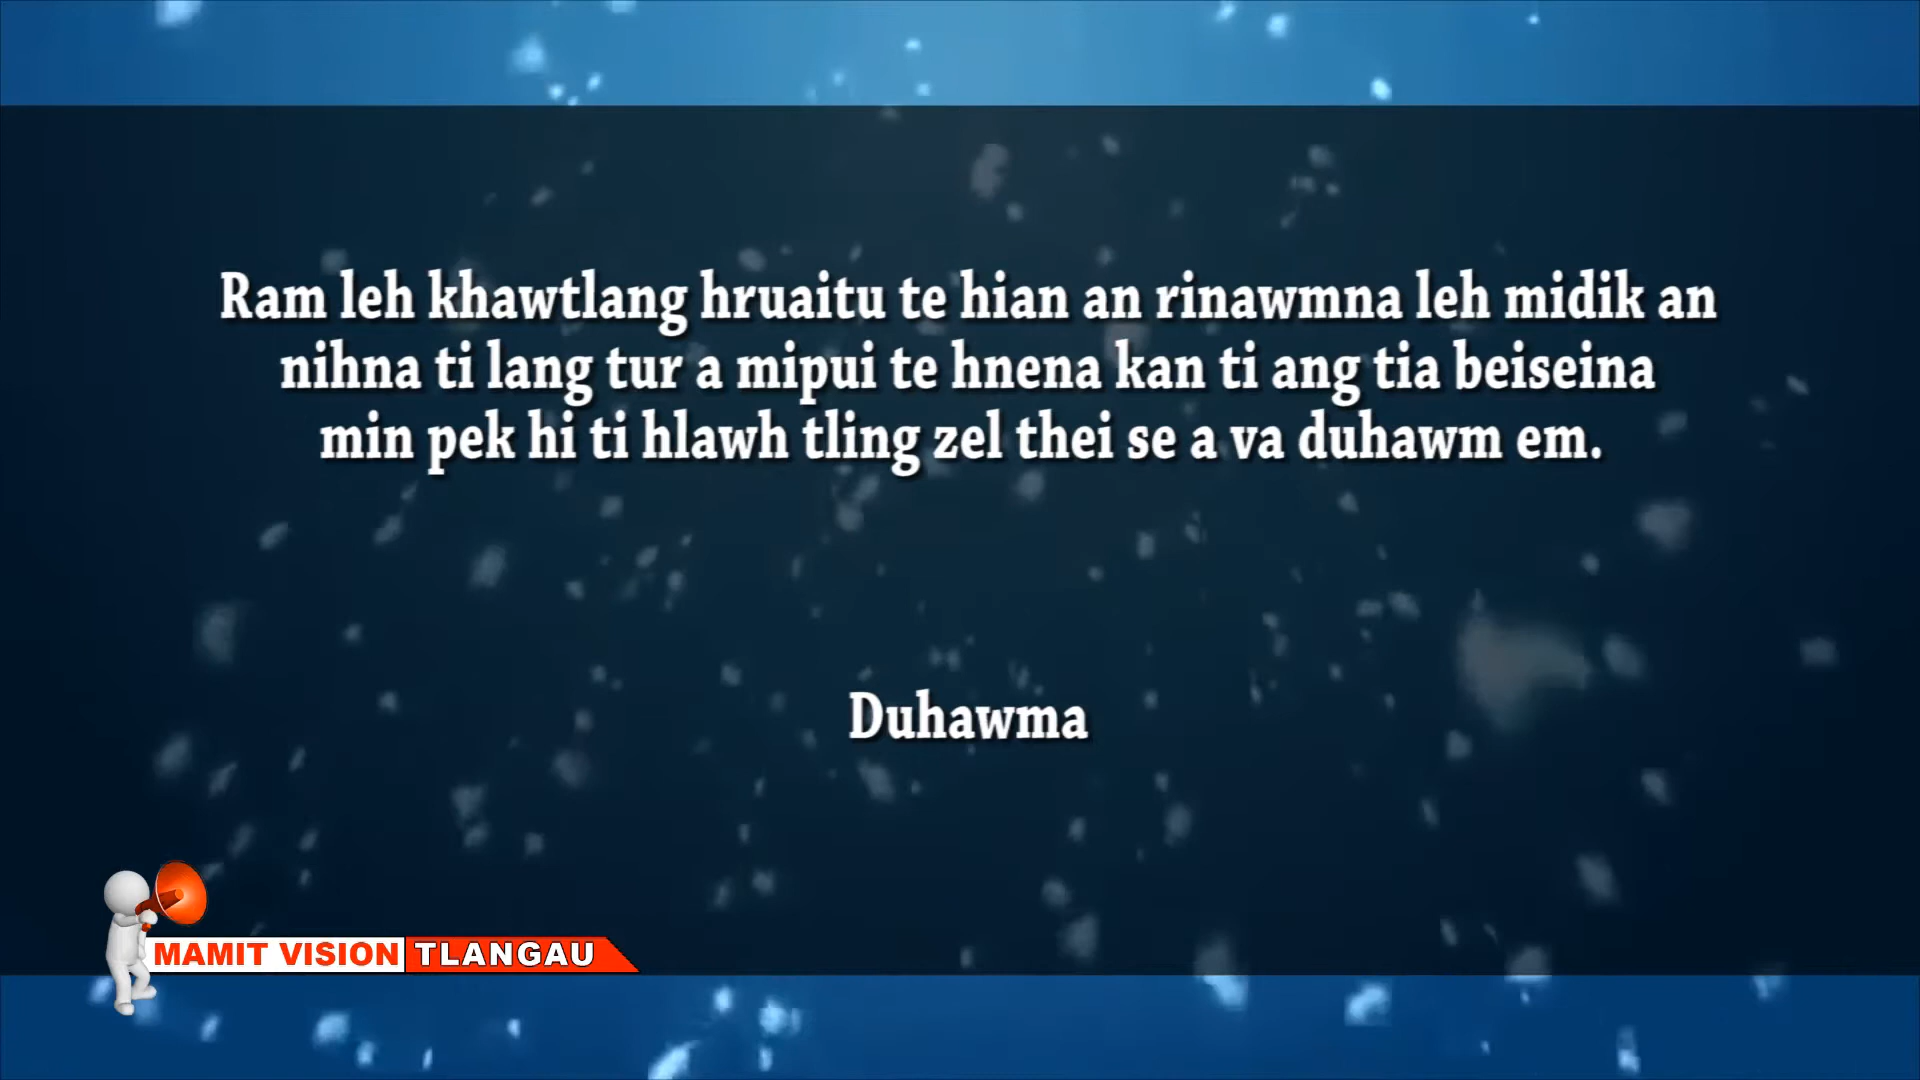 Ram leh khawtlang hruaitu te hian an rinawmna leh midik an
nihna ti lang tur a mipui te hnena kan ti ang tia beiseina
min pek hi ti hlawh tling zel thei se a va duhawm em.
Duhawma
MAMIT VISION TLANGAU